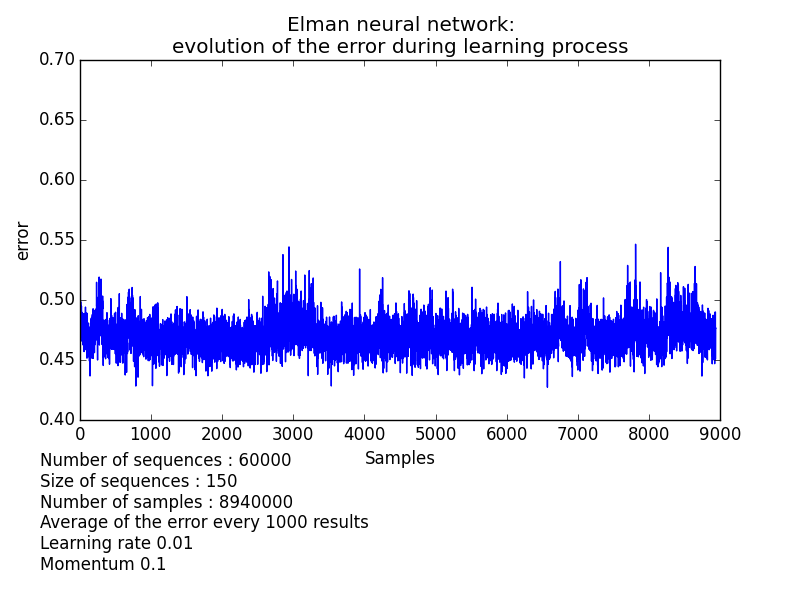 Elman neural network:
evolution of the error during learning process
0.70
0.65
0.60
0.55
0.50
0.45
0.40
error
0 1000 2000 3000 4000 5000 6000 7000 8000 9000
Samples
Number of sequences : 60000
Size of sequences : 150
Number of samples : 8940000
Average of the error every 1000 results
Learning rate 0.01
Momentum 0.1